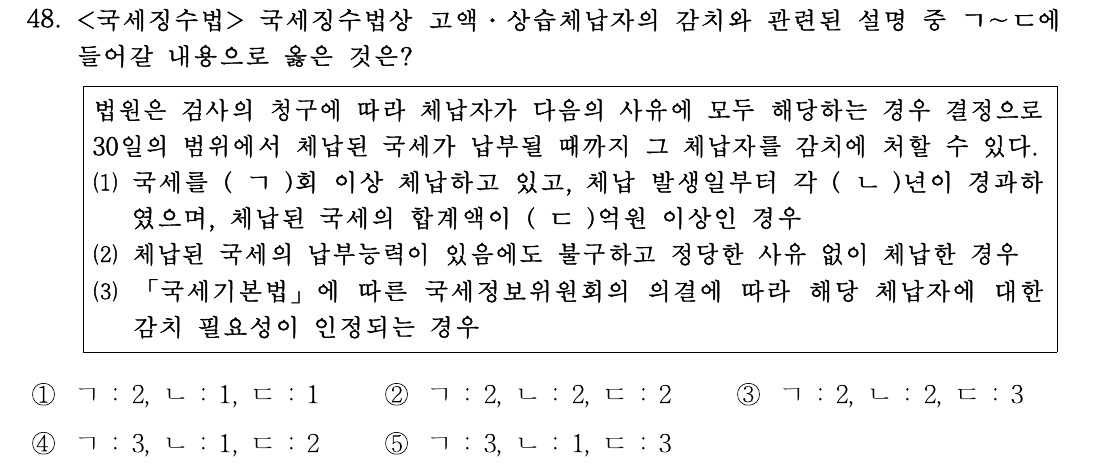 48. <국세징수법> 국세징수법상 고액·상습체납자의 감치와 관련된 설명 중 ㄱ~ㄷ에
들어갈 내용으로 옳은 것은?
법원은 검사의 청구에 따라 체납자가 다음의 사유에 모두 해당하는 경우 결정으로
30일의 범위에서 체납된 국세가 납부될 때까지 그 체납자를 감치에 처할 수 있다.
(1) 국세를 ( ㄱ )회 이상 체납하고 있고, 체납 발생일부터 각 ( ㄴ )년이 경과하
였으며, 체납된 국세의 합계액이 ( ㄷ )억원 이상인 경우
(2) 체납된 국세의 납부능력이 있음에도 불구하고 정당한 사유 없이 체납한 경우
(3) 「국세기본법」에 따른 국세정보위원회의 의결에 따라 해당 체납자에 대한
감치 필요성이 인정되는 경우
① ㄱ : 2, ㄴ : 1, ㄷ : 1 ② ㄱ : 2, ㄴ : 2, ㄷ : 2 ③ ㄱ : 2, ㄴ : 2, ㄷ : 3
④ ㄱ : 3, ㄴ : 1, ㄷ : 2 ⑤ ㄱ : 3, ㄴ : 1, ㄷ : 3